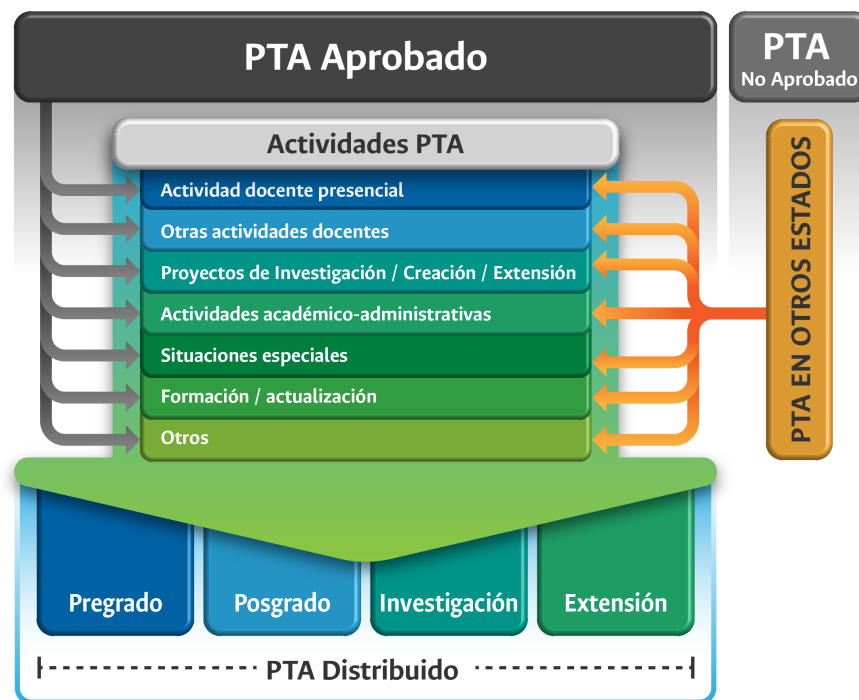 PTA Aprobado
PTA
No Aprobado
Actividades PTA
Actividad docente presencial
Otras actividades docentes
Proyectos de Investigación / Creación / Extensión
Actividades académico-administrativas
Situaciones especiales
Formación / actualización
Otros
PTA EN OTROS ESTADOS
Pregrado
Posgrado
Investigación
Extensión
PTA Distribuido